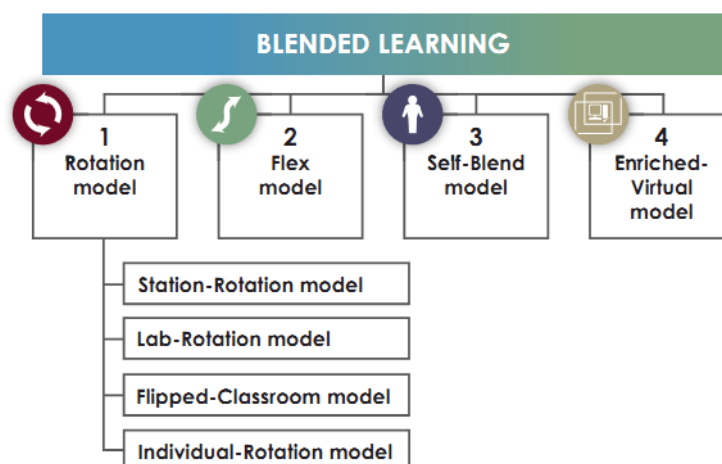 BLENDED LEARNING
1
Rotation
model
2
Flex
model
3
Self-Blend
model
4
Enriched-
Virtual
model
Station-Rotation model
Lab-Rotation model
Flipped-Classroom model
Individual-Rotation model